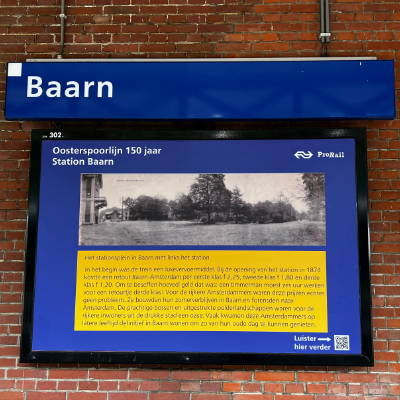 Baarn
302
Oosterspoorlijn 150 jaar
Station Baarn
ProRail
Het stationsplein in Baarn met links het station.
In het begin was de trein een luxevervoermiddel. Bij de opening van het station in 1874
kostte een retour Baarn Amsterdam per eerste klas f 2,25, tweede klas f 1,80 en derde
klas f 1,20. Om te beseffen hoeveel geld dat was: een timmerman moest zes uur werken
voor een retourtje derde klas! Voor de rijkere Amsterdammers waren deze prijzen echter
geen probleem. Ze bouwden hun zomerverblijven in Baarn en forensden naar
Amsterdam. De prachtige bossen en uitgestrekte polderlandschappen waren voor de
rijkere inwoners uit de drukke stad een oase. Vaak kwamen deze Amsterdammers op
latere leeftijd definitief in Baarn wonen om zo van hun oude dag te kunnen genieten.
Luister
hier verder